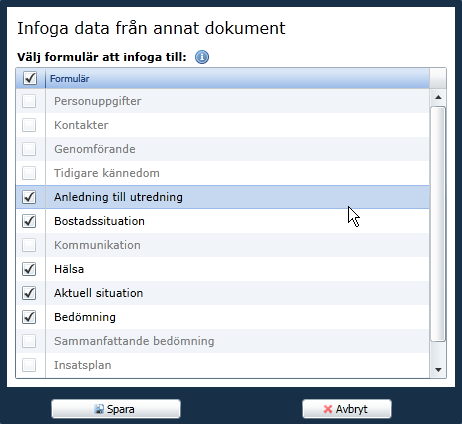 Infoga data från annat dokument
Välj formulär att infoga till:
Formulär
Personuppgifter
Kontakter
Genomförande
Tidigare kännedom
Anledning till utredning
Bostadssituation
Kommunikation
Hälsa
Aktuell situation
Bedömning
Sammanfattande bedömning
Insatsplan
Spara
Avbryt